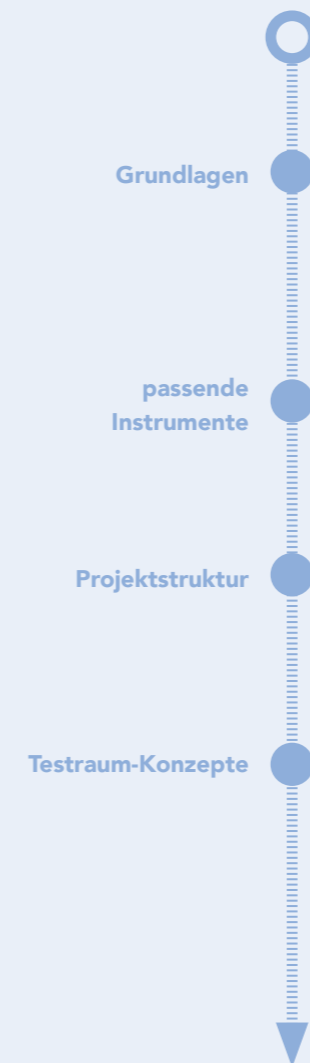 Grundlagen
passende
Instrumente
Projektstruktur
Testraum-Konzepte